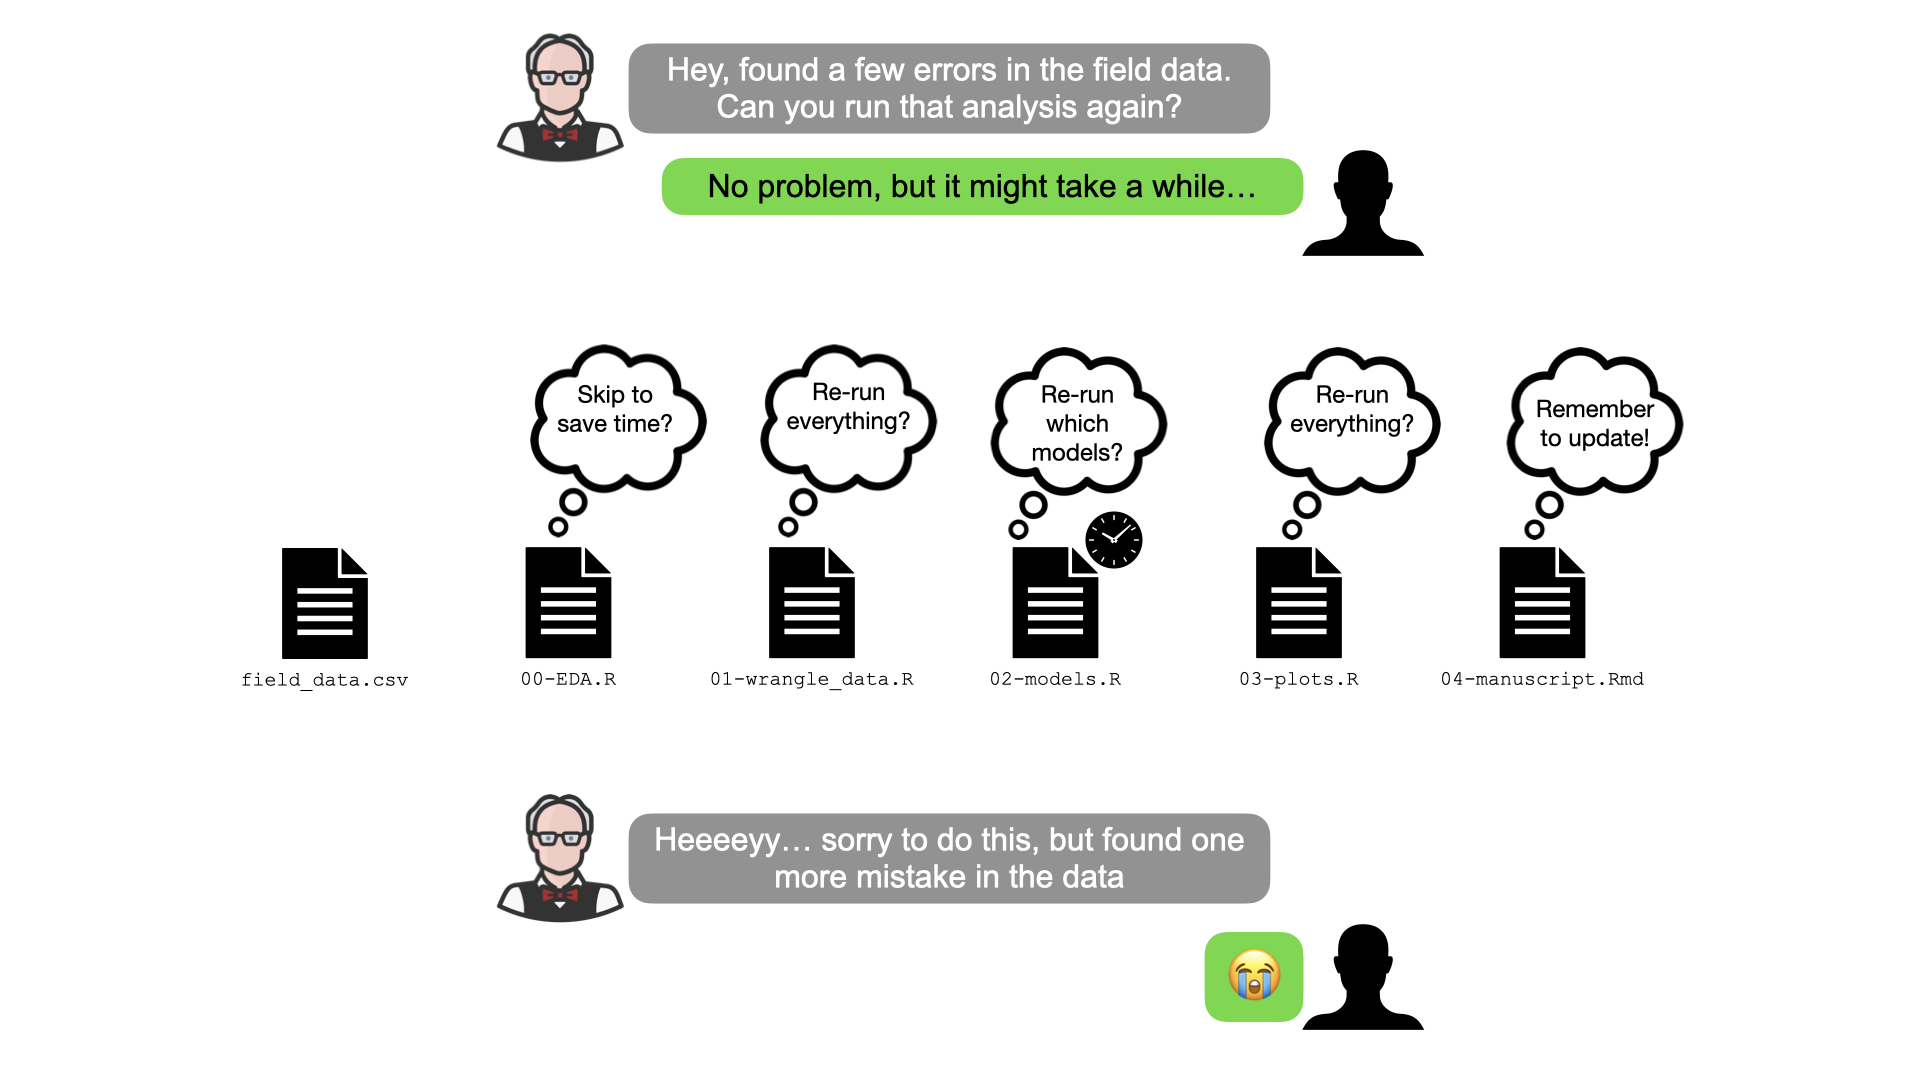 Hey, found a few errors in the field data.
Can you run that analysis again?
No problem, but it might take a while…
Skip to
save time?
Re-run
everything?
Re-run
which
models?
Re-run
everything?
Remember
to update!
field_data.csv
00-EDA.R
01-wrangle_data.R
02-models.R
03-plots.R
04-manuscript.Rmd
Heeeeyy… sorry to do this, but found one
more mistake in the data